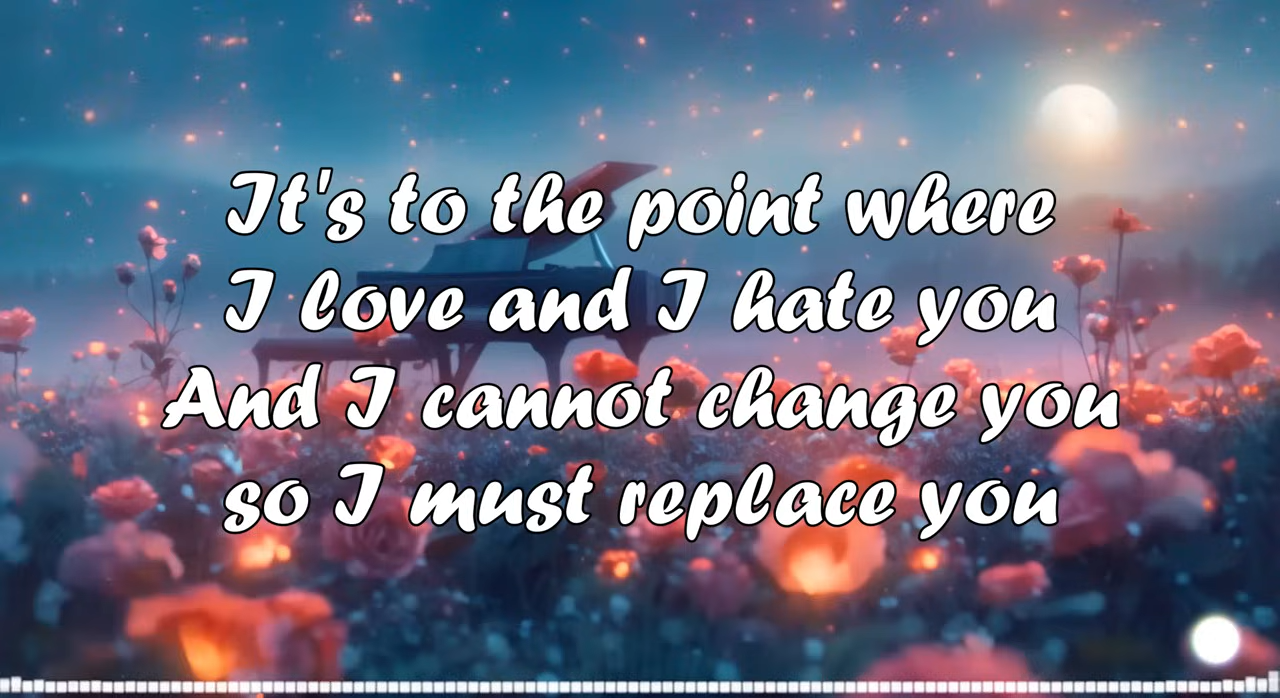 It's to the point where
I love and I hate you
And I cannot change you
so I must replace you